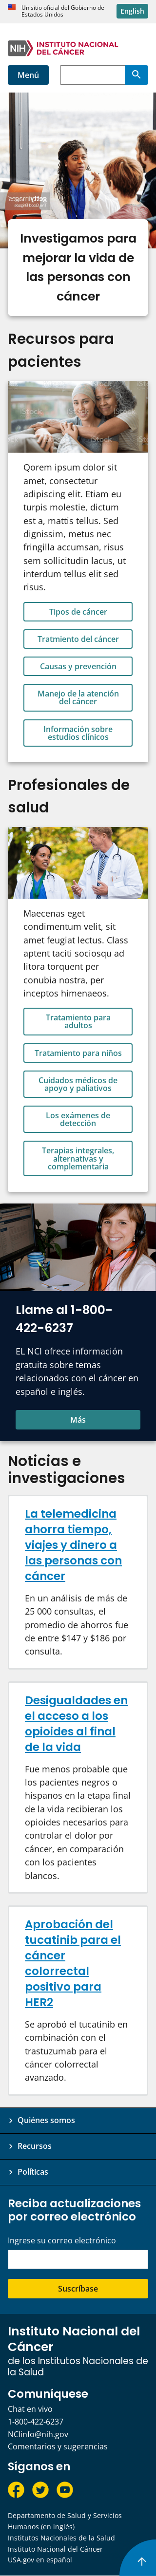 Un sitio oficial del Gobierno de
Estados Unidos
English
NIH
INSTITUTO NACIONAL
DEL CÁNCER
Menú
Investigamos para
mejorar la vida de
las personas con
cáncer
Recursos para
pacientes
Qorem ipsum dolor sit
amet, consectetur
adipiscing elit. Etiam eu
turpis molestie, dictum
est a, mattis tellus. Sed
dignissim, metus nec
fringilla accumsan, risus
sem sollicitudin lacus, ut
interdum tellus elit sed
risus.
Tipos de cáncer
Tratmiento del cáncer
Causas y prevención
Manejo de la atención
del cáncer
Información sobre
estudios clínicos
Profesionales de
salud
Maecenas eget
condimentum velit, sit
amet feugiat lectus. Class
aptent taciti sociosqu ad
litora torquent per
conubia nostra, per
inceptos himenaeos.
Tratamiento para
adultos
Tratamiento para niños
Cuidados médicos de
apoyo y paliativos
Los exámenes de
detección
Terapias integrales,
alternativas y
complementaria
Llame al 1-800-
422-6237
EL NCI ofrece información
gratuita sobre temas
relacionados con el cáncer en
español e inglés.
Más
Noticias e
investigaciones
La telemedicina
ahorra tiempo,
viajes y dinero a
las personas con
cáncer
En un análisis de más de
25 000 consultas, el
promedio de ahorros fue
de entre $147 y $186 por
consulta.
Desigualdades en
el acceso a los
opioides al final
de la vida
Fue menos probable que
los pacientes negros o
hispanos en la etapa final
de la vida recibieran los
opioides necesarios para
controlar el dolor por
cáncer, en comparación
con los pacientes
blancos.
Aprobación del
tucatinib para el
cáncer
colorrectal
positivo para
HER2
Se aprobó el tucatinib en
combinación con el
trastuzumab para el
cáncer colorrectal
avanzado.
Quiénes somos
Recursos
Políticas
Reciba actualizaciones
por correo electrónico
Ingrese su correo electrónico
Suscríbase
Instituto Nacional del
Cáncer
de los Institutos Nacionales de
la Salud
Comuníquese
Chat en vivo
1-800-422-6237
NCIinfo@nih.gov
Comentarios y sugerencias
Síganos en
Departamento de Salud y Servicios
Humanos (en inglés)
Institutos Nacionales de la Salud
Instituto Nacional del Cáncer
USA.gov en español